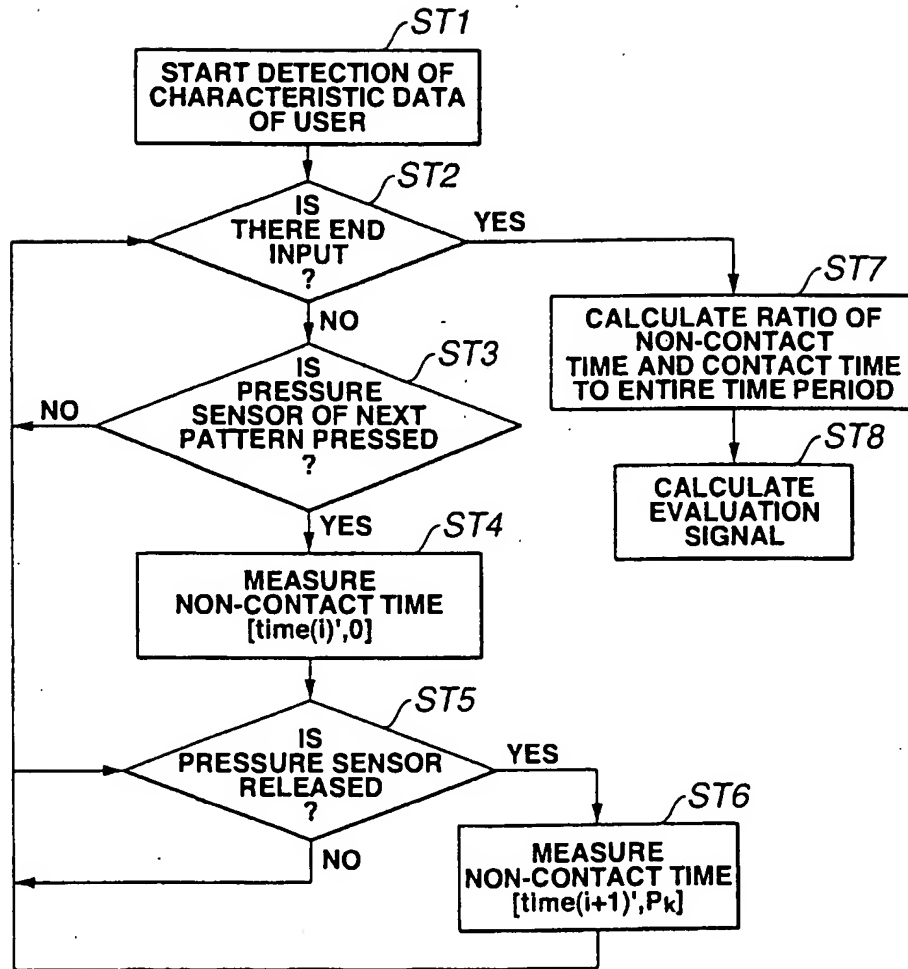 ST1
START DETECTION OF
CHARACTERISTIC DATA
OF USER
ST2
IS
THERE END
INPUT
?
YES
NO
ST7
CALCULATE RATIO OF
NON-CONTACT
TIME AND CONTACT TIME
TO ENTIRE TIME PERIOD
ST3
IS
PRESSURE
SENSOR OF NEXT
PATTERN PRESSED
?
NO
YES
ST8
CALCULATE
EVALUATION
SIGNAL
ST4
MEASURE
NON-CONTACT TIME
[time(i)',0]
ST5
IS
PRESSURE SENSOR
RELEASED
?
YES
NO
ST6
MEASURE
NON-CONTACT TIME
[time(i+1)',Pk]